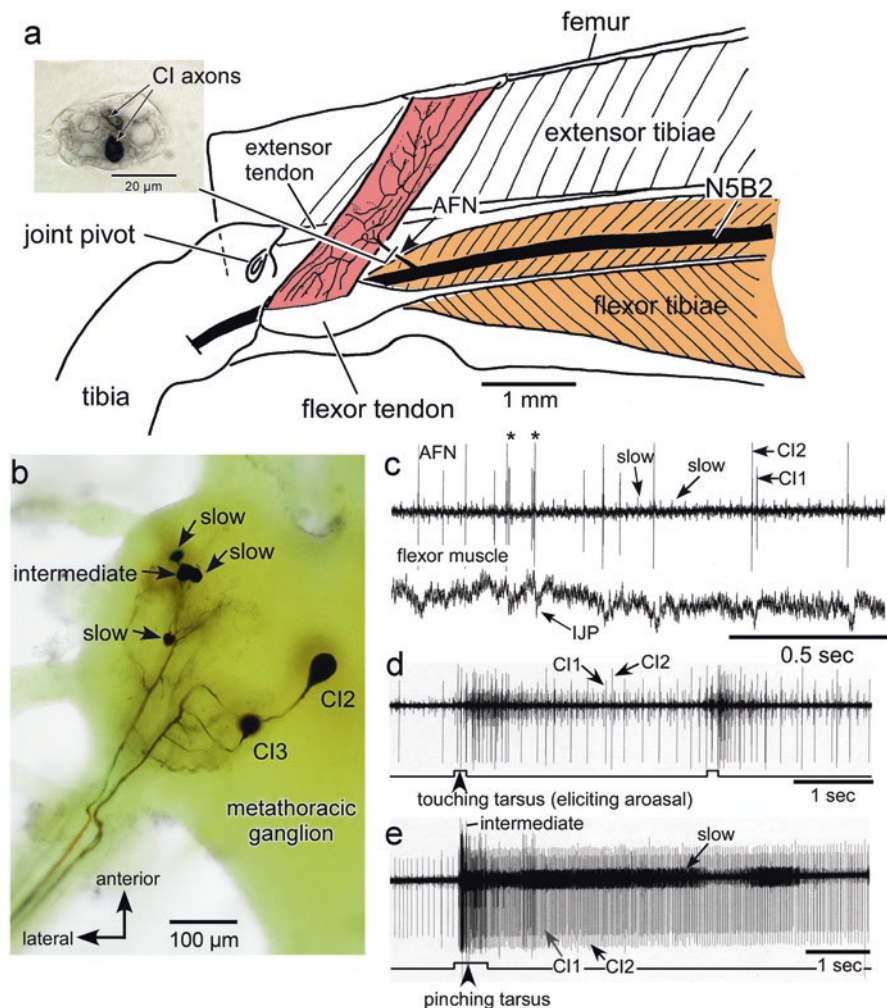 a
CI axons
20 µm
femur
extensor tibiae
extensor
tendon
AFN
N5B2
joint pivot
flexor tibiae
tibia
flexor tendon
1 mm
b
slow
slow
intermediate
slow
CI2
CI3
metathoracic
ganglion
anterior
lateral
100 µm
c
AFN
* *
slow
slow
CI2
CI1
flexor muscle
IJP
0.5 sec
d
CI1
CI2
touching tarsus (eliciting aroasal)
1 sec
e
intermediate
slow
CI1
CI2
1 sec
pinching tarsus